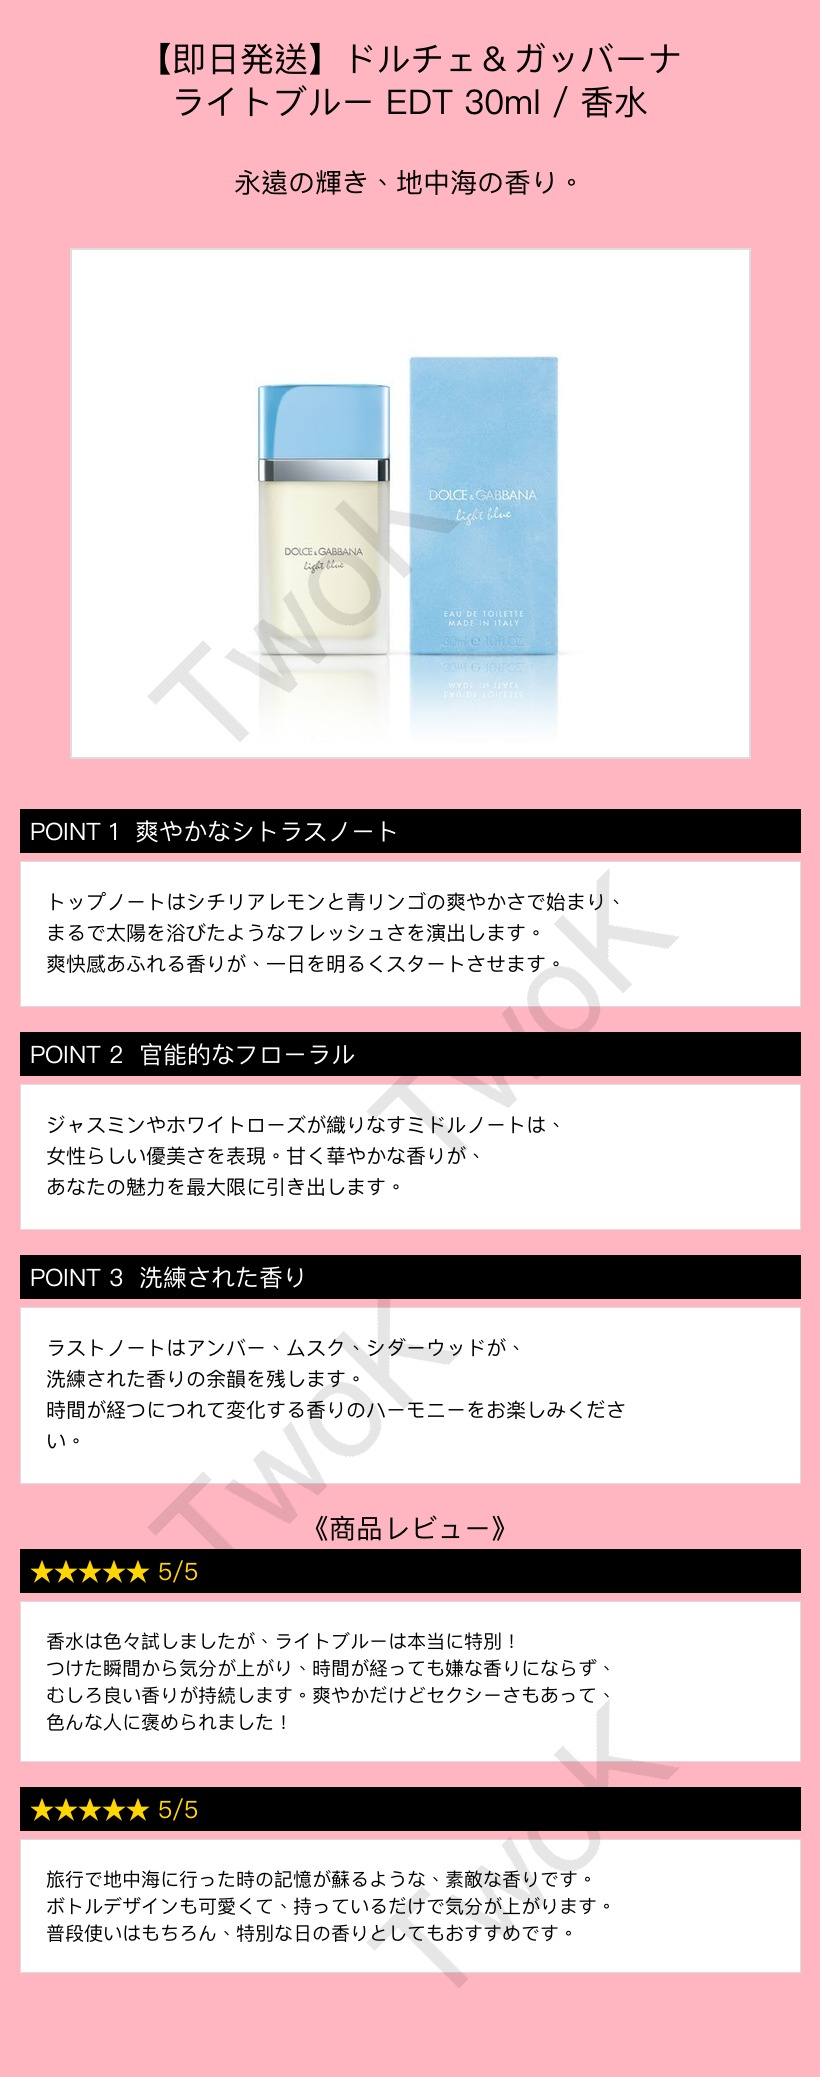 【即日発送】ドルチェ＆ガッバーナ
ライトブルー EDT 30ml / 香水
永遠の輝き、地中海の香り。
DOLCE&GABBANA
light blue
DOLCE&GABBANA
light blue
EAU DE TOILETTE
MADE IN ITALY
30ml e 1.0FL.OZ.
TwoK
POINT 1 爽やかなシトラスノート
トップノートはシチリアレモンと青リンゴの爽やかさで始まり、
まるで太陽を浴びたようなフレッシュさを演出します。
爽快感あふれる香りが、一日を明るくスタートさせます。
TwoK
POINT 2 官能的なフローラル
ジャスミンやホワイトローズが織りなすミドルノートは、
女性らしい優美さを表現。甘く華やかな香りが、
あなたの魅力を最大限に引き出します。
POINT 3 洗練された香り
ラストノートはアンバー、ムスク、シダーウッドが、
洗練された香りの余韻を残します。
時間が経つにつれて変化する香りのハーモニーをお楽しみくださ
い。
TwoK
《商品レビュー》
★★★★★ 5/5
香水は色々試しましたが、ライトブルーは本当に特別！
つけた瞬間から気分が上がり、時間が経っても嫌な香りにならず、
むしろ良い香りが持続します。爽やかだけどセクシーさもあって、
色んな人に褒められました！
★★★★★ 5/5
旅行で地中海に行った時の記憶が蘇るような、素敵な香りです。
ボトルデザインも可愛くて、持っているだけで気分が上がります。
普段使いはもちろん、特別な日の香りとしてもおすすめです。
TwoK